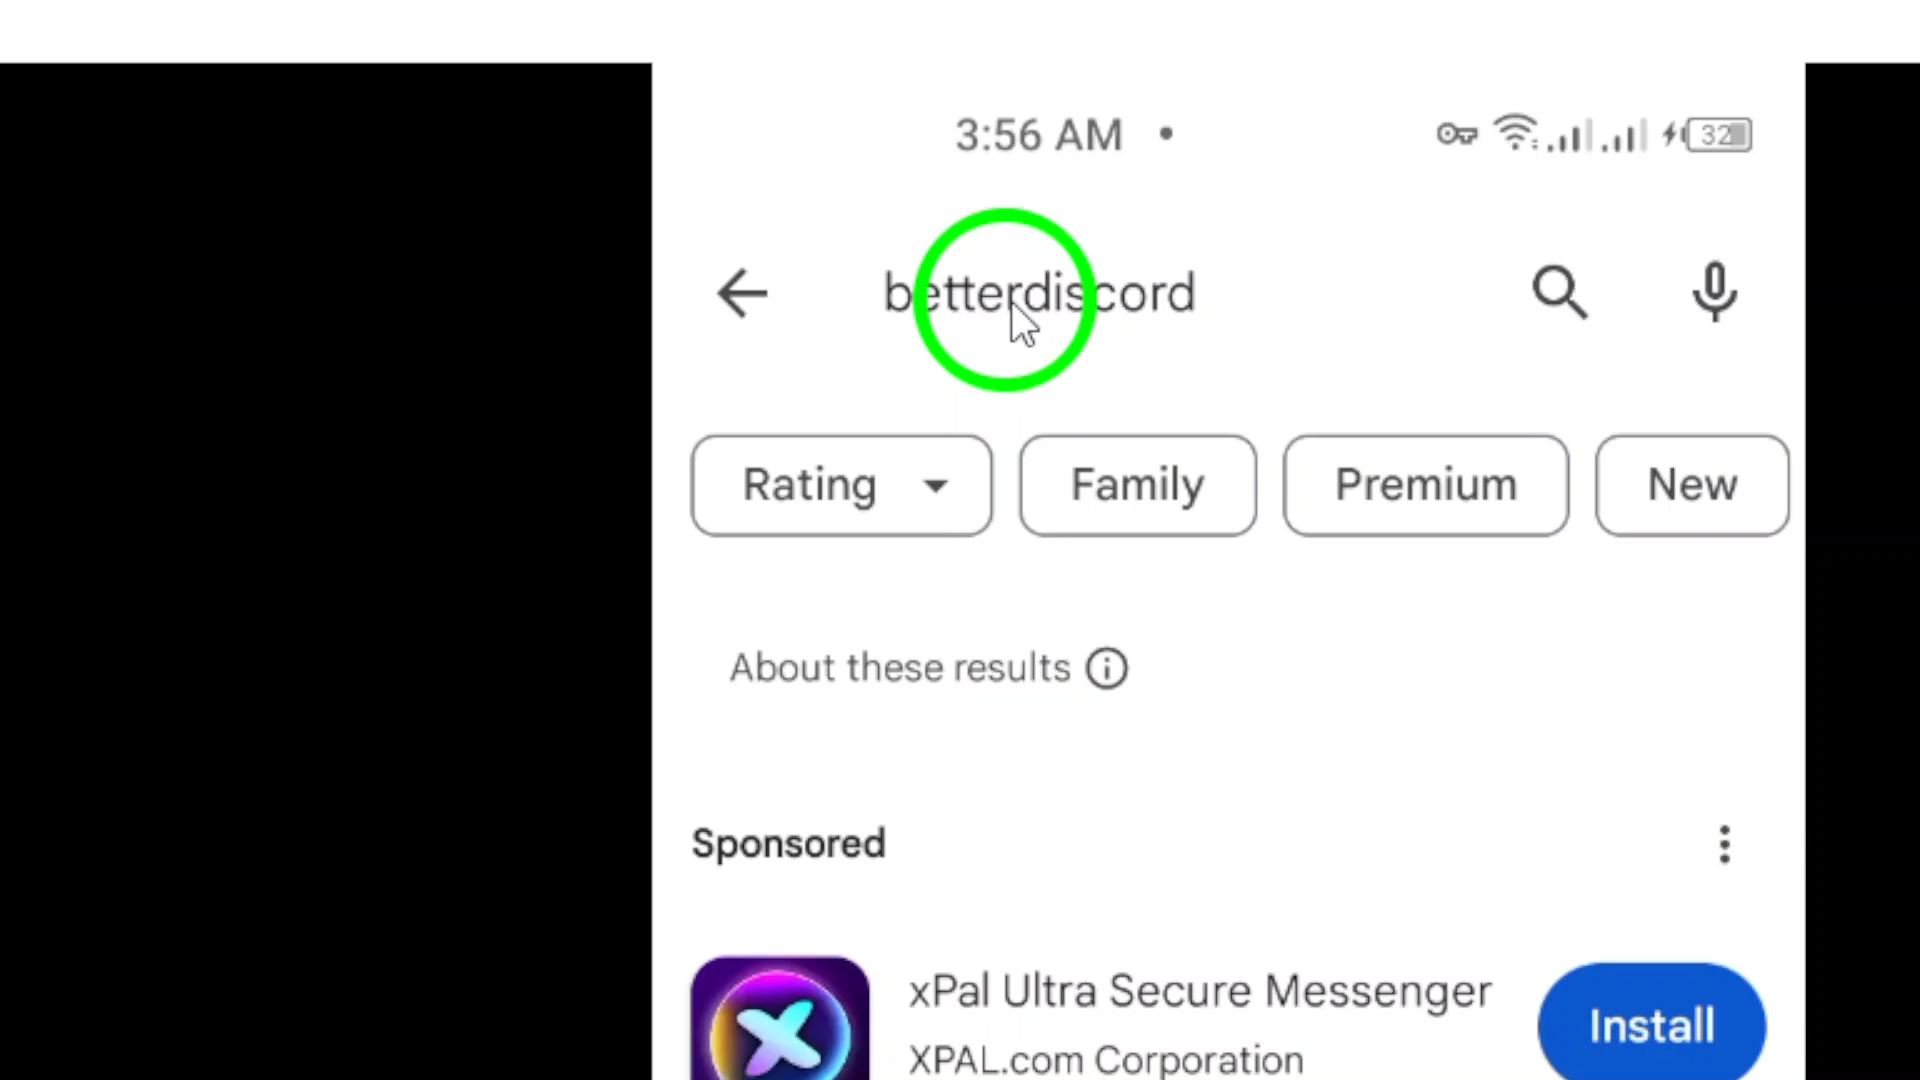 3:56 AM •
32
betterdiscord
Rating
Family
Premium
New
About these results
Sponsored
xPal Ultra Secure Messenger
Install
XPAL.com Corporation